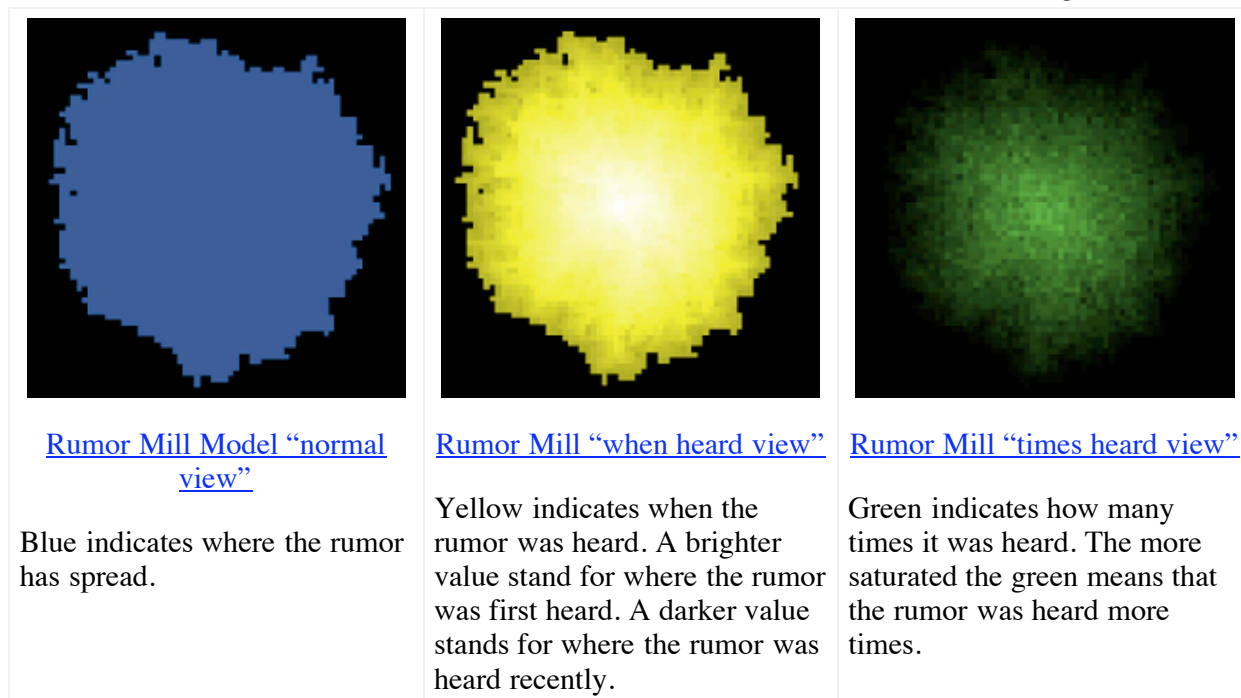 Rumor Mill Model “normal
view”
Blue indicates where the rumor
has spread.
Rumor Mill “when heard view”
Yellow indicates when the
rumor was heard. A brighter
value stand for where the rumor
was first heard. A darker value
stands for where the rumor was
heard recently.
Rumor Mill “times heard view”
Green indicates how many
times it was heard. The more
saturated the green means that
the rumor was heard more
times.